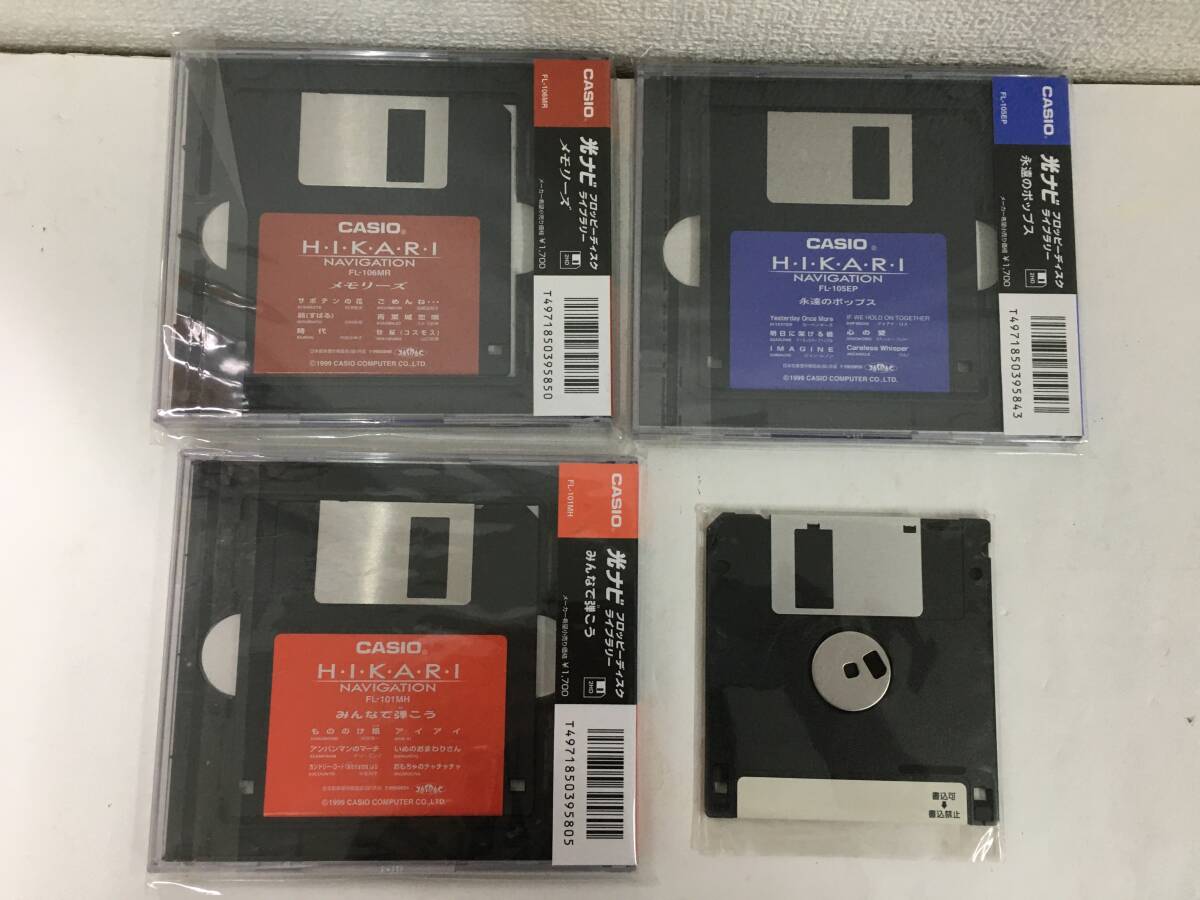 CASIO®
H·I·K·A·R·I
NAVIGATION
FL-106MR
メモリーズ
サボテンの花
ごめんね…
昴(すばる)
青葉城恋唄
時代
秋桜(コスモス)
©1999 CASIO COMPUTER CO.,LTD.
CASIO®
FL-106MR
光ナビ
フロッピーディスク
ライブラリー
メモリーズ
2HD
メーカー希望小売り価格 ¥1,700
T4971850395850
CASIO®
H·I·K·A·R·I
NAVIGATION
FL-105EP
永遠のポップス
Yesterday Once More
IF WE HOLD ON TOGETHER
明日に架ける橋
心の愛
IMAGINE
Careless Whisper
©1999 CASIO COMPUTER CO.,LTD.
CASIO®
FL-105EP
光ナビ
フロッピーディスク
ライブラリー
永遠のポップス
2HD
メーカー希望小売り価格 ¥1,700
T4971850395843
CASIO®
H·I·K·A·R·I
NAVIGATION
FL-101MH
みんなで弾こう
もののけ姫
アイアイ
アンパンマンのマーチ
いぬのおまわりさん
おもちゃのチャチャチャ
©1999 CASIO COMPUTER CO.,LTD.
CASIO®
FL-101MH
光ナビ
フロッピーディスク
ライブラリー
みんなで弾こう
2HD
メーカー希望小売り価格 ¥1,700
T4971850395805
書込可
書込禁止